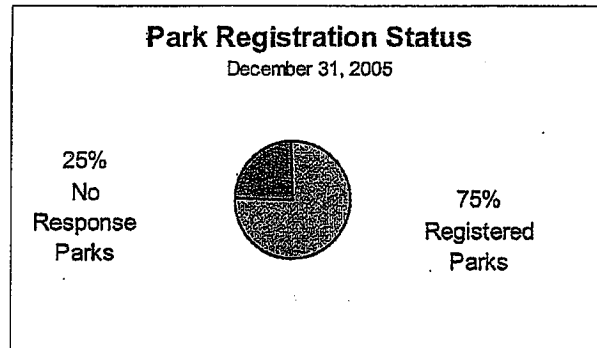 Park Registration Status
December 31, 2005
25%
No
Response
Parks
75%
Registered
Parks